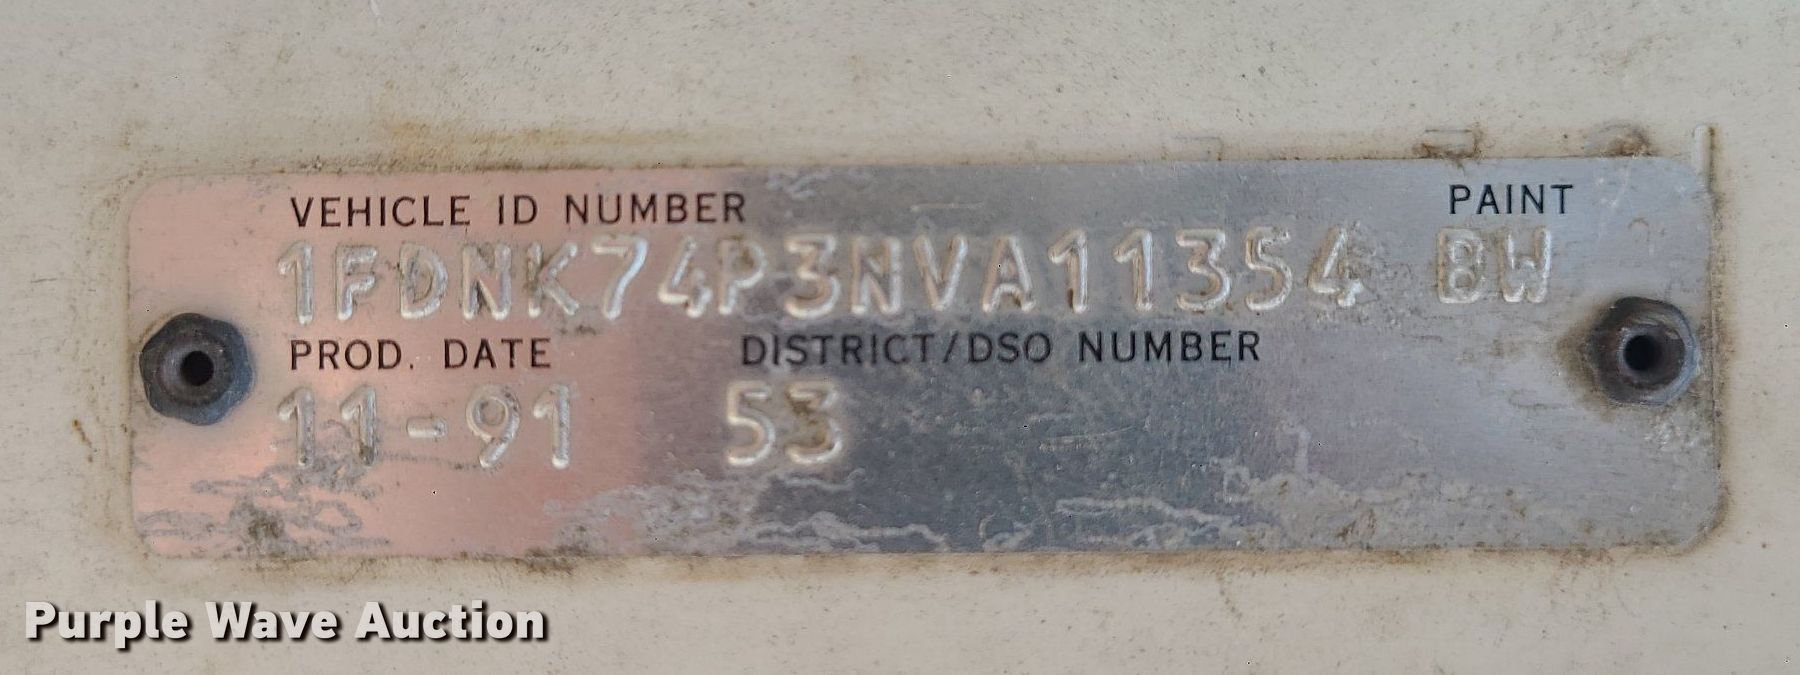 VEHICLE ID NUMBER PAINT
1FDNK74P3NVA11354 BW
PROD. DATE DISTRICT/DSO NUMBER
11-91 53
Purple Wave Auction